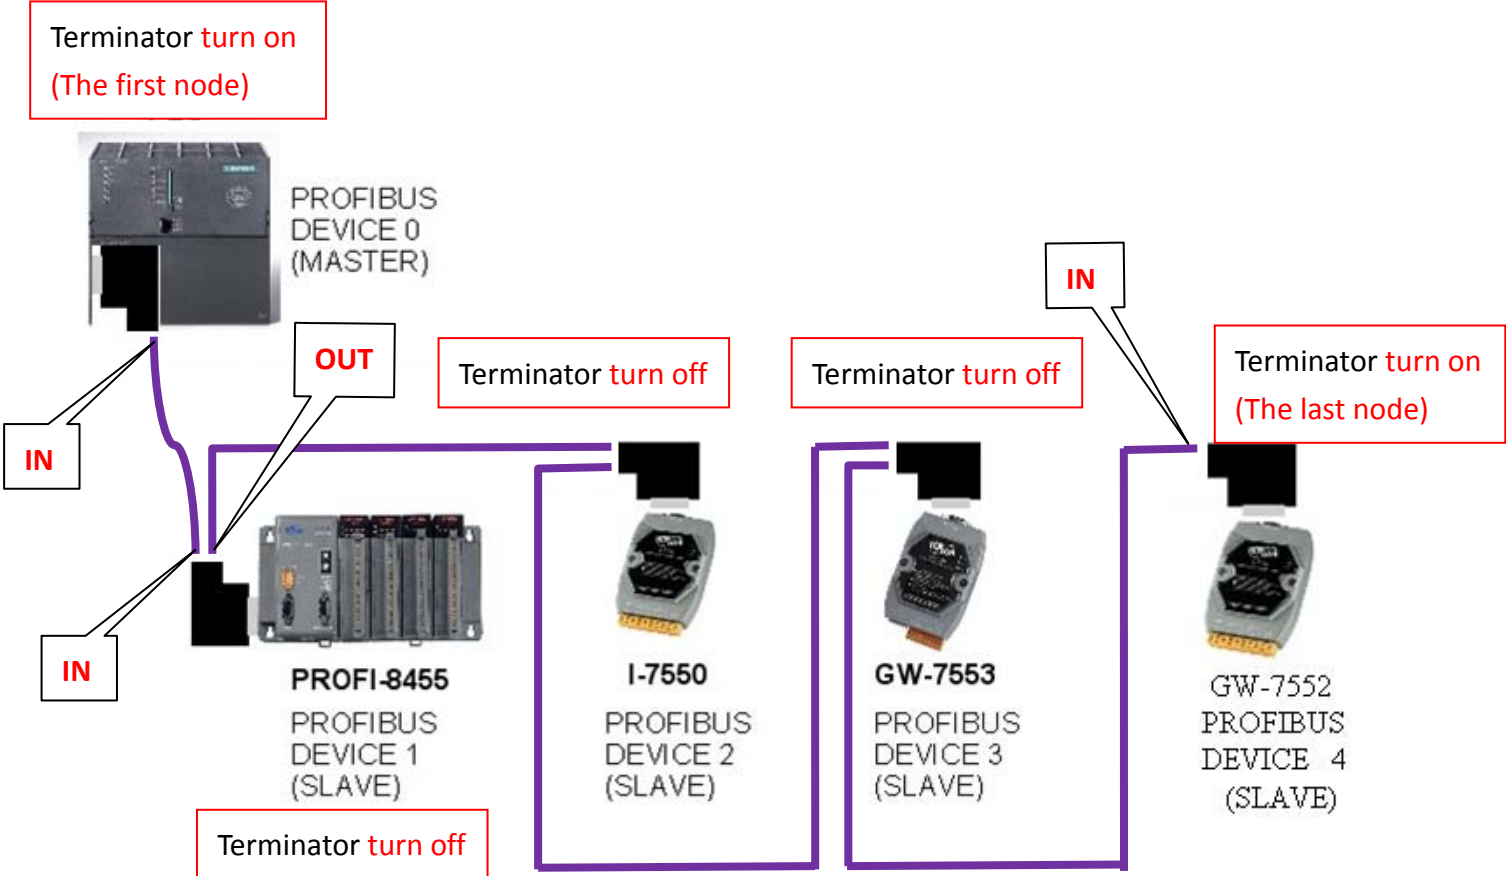 Terminator turn on
(The first node)
SIEMENS
PROFIBUS
DEVICE 0
(MASTER)
IN
OUT
IN
Terminator turn off
Terminator turn off
IN
Terminator turn on
(The last node)
PROFI-8455
PROFIBUS
DEVICE 1
(SLAVE)
Terminator turn off
I-7550
PROFIBUS
DEVICE 2
(SLAVE)
GW-7553
PROFIBUS
DEVICE 3
(SLAVE)
GW-7552
PROFIBUS
DEVICE 4
(SLAVE)